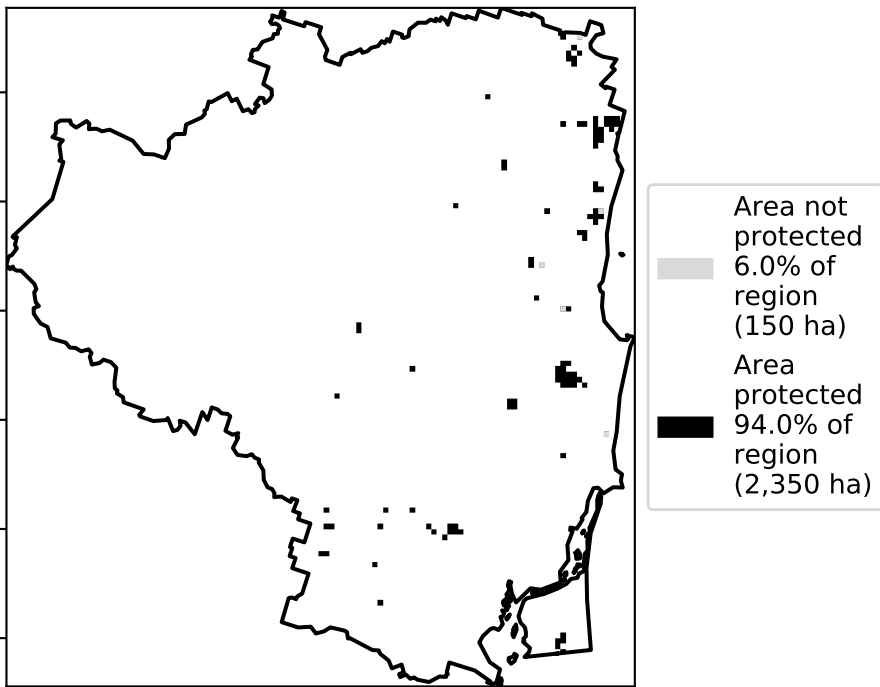 Area not
protected
6.0% of
region
(150 ha)
Area
protected
94.0% of
region
(2,350 ha)